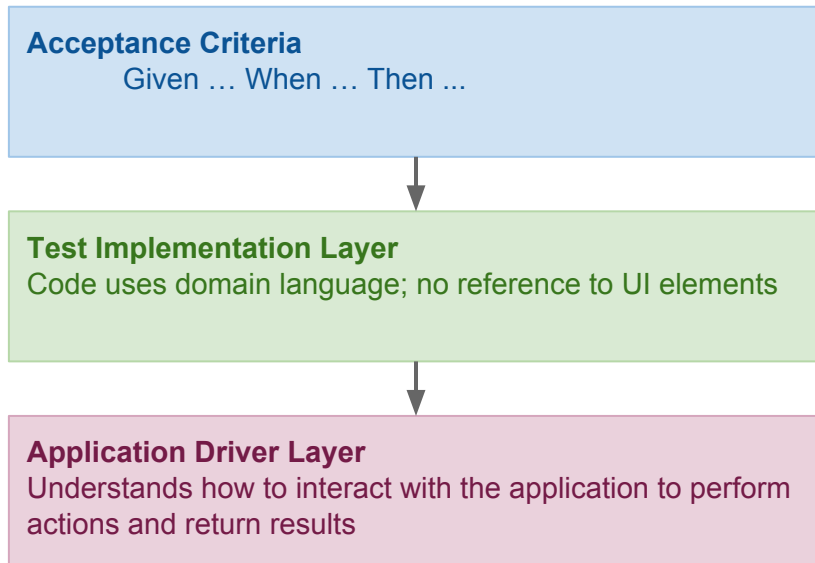 Acceptance Criteria
Given … When … Then ...
Test Implementation Layer
Code uses domain language; no reference to UI elements
Application Driver Layer
Understands how to interact with the application to perform
actions and return results